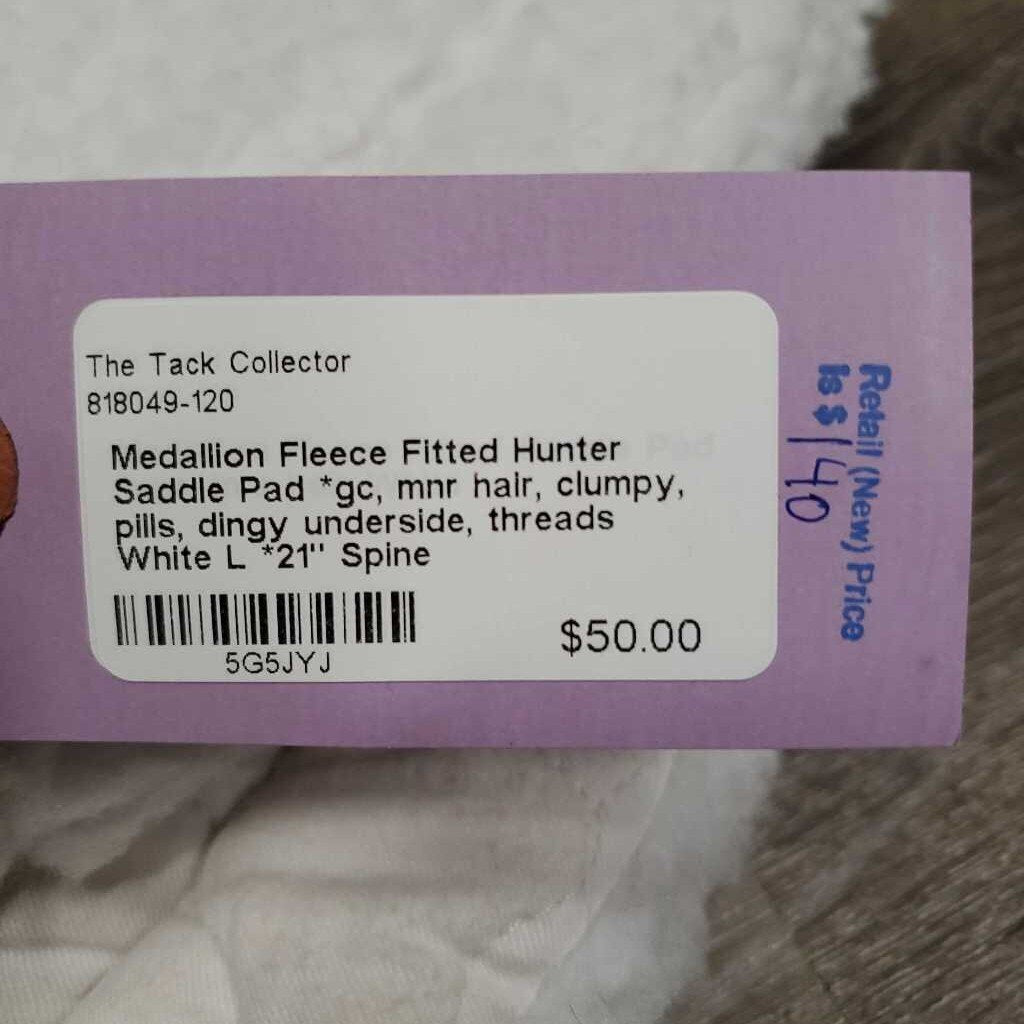 The Tack Collector
818049-120
Medallion Fleece Fitted Hunter Pad
Saddle Pad *gc, mnr hair, clumpy,
pills, dingy underside, threads
White L *21" Spine
5G5JYJ
$50.00
Retail (New) Price
Is $140